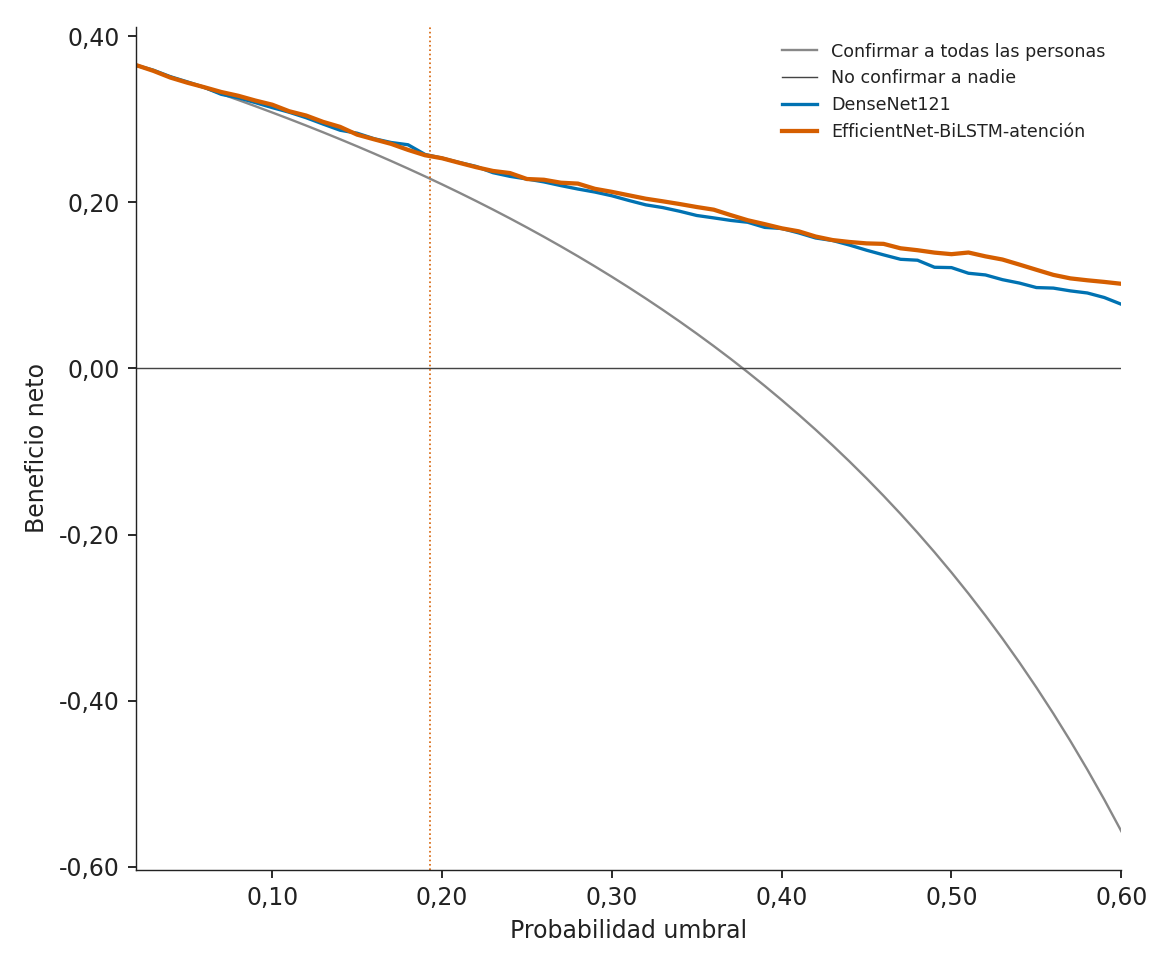 0,40
0,20
0,00
-0,20
-0,40
-0,60
Beneficio neto
Confirmar a todas las personas
No confirmar a nadie
DenseNet121
EfficientNet-BiLSTM-atención
0,10 0,20 0,30 0,40 0,50 0,60
Probabilidad umbral